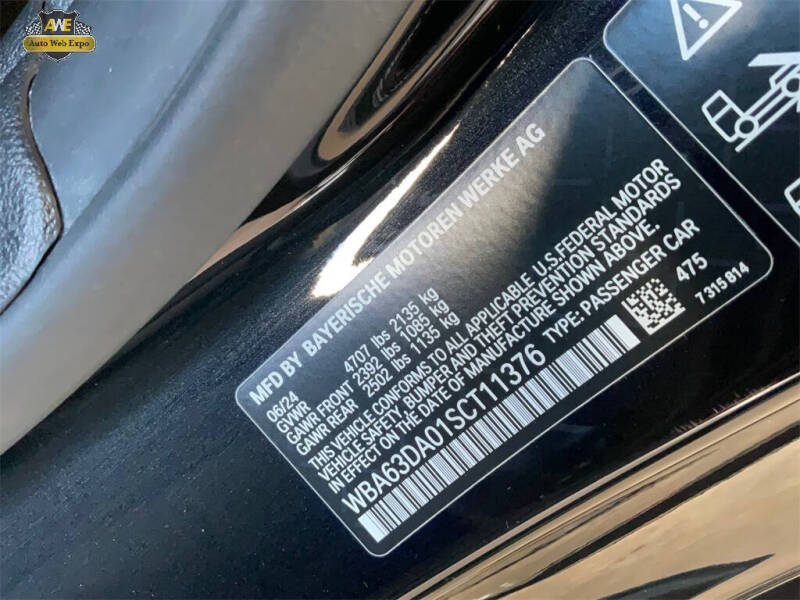 AWE
Auto Web Expo
MFD BY BAYERISCHE MOTOREN WERKE AG
06/24
GVWR 4707 lbs 2135 kg
GAWR FRONT 2392 lbs 1085 kg
GAWR REAR 2502 lbs 1135 kg
THIS VEHICLE CONFORMS TO ALL APPLICABLE U.S.FEDERAL MOTOR
VEHICLE SAFETY, BUMPER AND THEFT PREVENTION STANDARDS
IN EFFECT ON THE DATE OF MANUFACTURE SHOWN ABOVE.
WBA63DA01SCT11376 TYPE: PASSENGER CAR
475
7 315 814